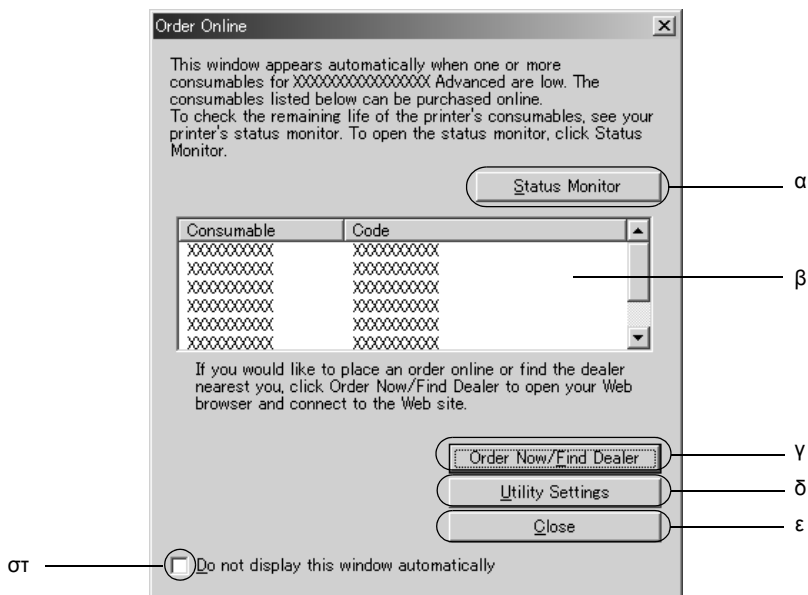 Order Online
This window appears automatically when one or more
consumables for XXXXXXXXXXXXXXXX Advanced are low. The
consumables listed below can be purchased online.
To check the remaining life of the printer's consumables, see your
printer's status monitor. To open the status monitor, click Status
Monitor.
Status Monitor
α
Consumable Code
XXXXXXXXXX XXXXXXXXXX
XXXXXXXXXX XXXXXXXXXX
XXXXXXXXXX XXXXXXXXXX
XXXXXXXXXX XXXXXXXXXX
XXXXXXXXXX XXXXXXXXXX
XXXXXXXXXX XXXXXXXXXX
β
If you would like to place an order online or find the dealer
nearest you, click Order Now/Find Dealer to open your Web
browser and connect to the Web site.
Order Now/Find Dealer
γ
Utility Settings
δ
Close
ε
στ
Do not display this window automatically